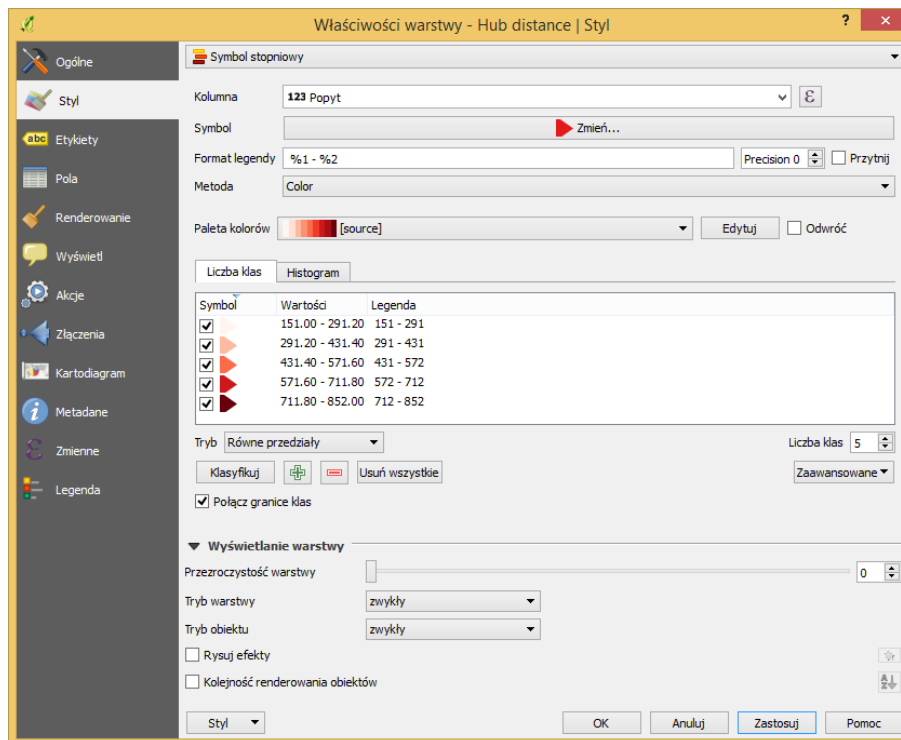 Właściwości warstwy - Hub distance | Styl
?
Ogólne
Styl
abc Etykiety
Pola
Renderowanie
Wyświetl
Akcje
Złączenia
Kartodiagram
Metadane
Zmienne
Legenda
Symbol stopniowy
Kolumna 123 Popyt ε
Symbol Zmień...
Format legendy %1 - %2 Precision 0 Przytnij
Metoda Color
Paleta kolorów [source] Edytuj Odwróć
Liczba klas Histogram
Symbol Wartości Legenda
151.00 - 291.20 151 - 291
291.20 - 431.40 291 - 431
431.40 - 571.60 431 - 572
571.60 - 711.80 572 - 712
711.80 - 852.00 712 - 852
Tryb Równe przedziały Liczba klas 5
Klasyfikuj Usuń wszystkie Zaawansowane
Połącz granice klas
Wyświetlanie warstwy
Przezroczystość warstwy 0
Tryb warstwy zwykły
Tryb obiektu zwykły
Rysuj efekty
Kolejność renderowania obiektów
Styl OK Anuluj Zastosuj Pomoc